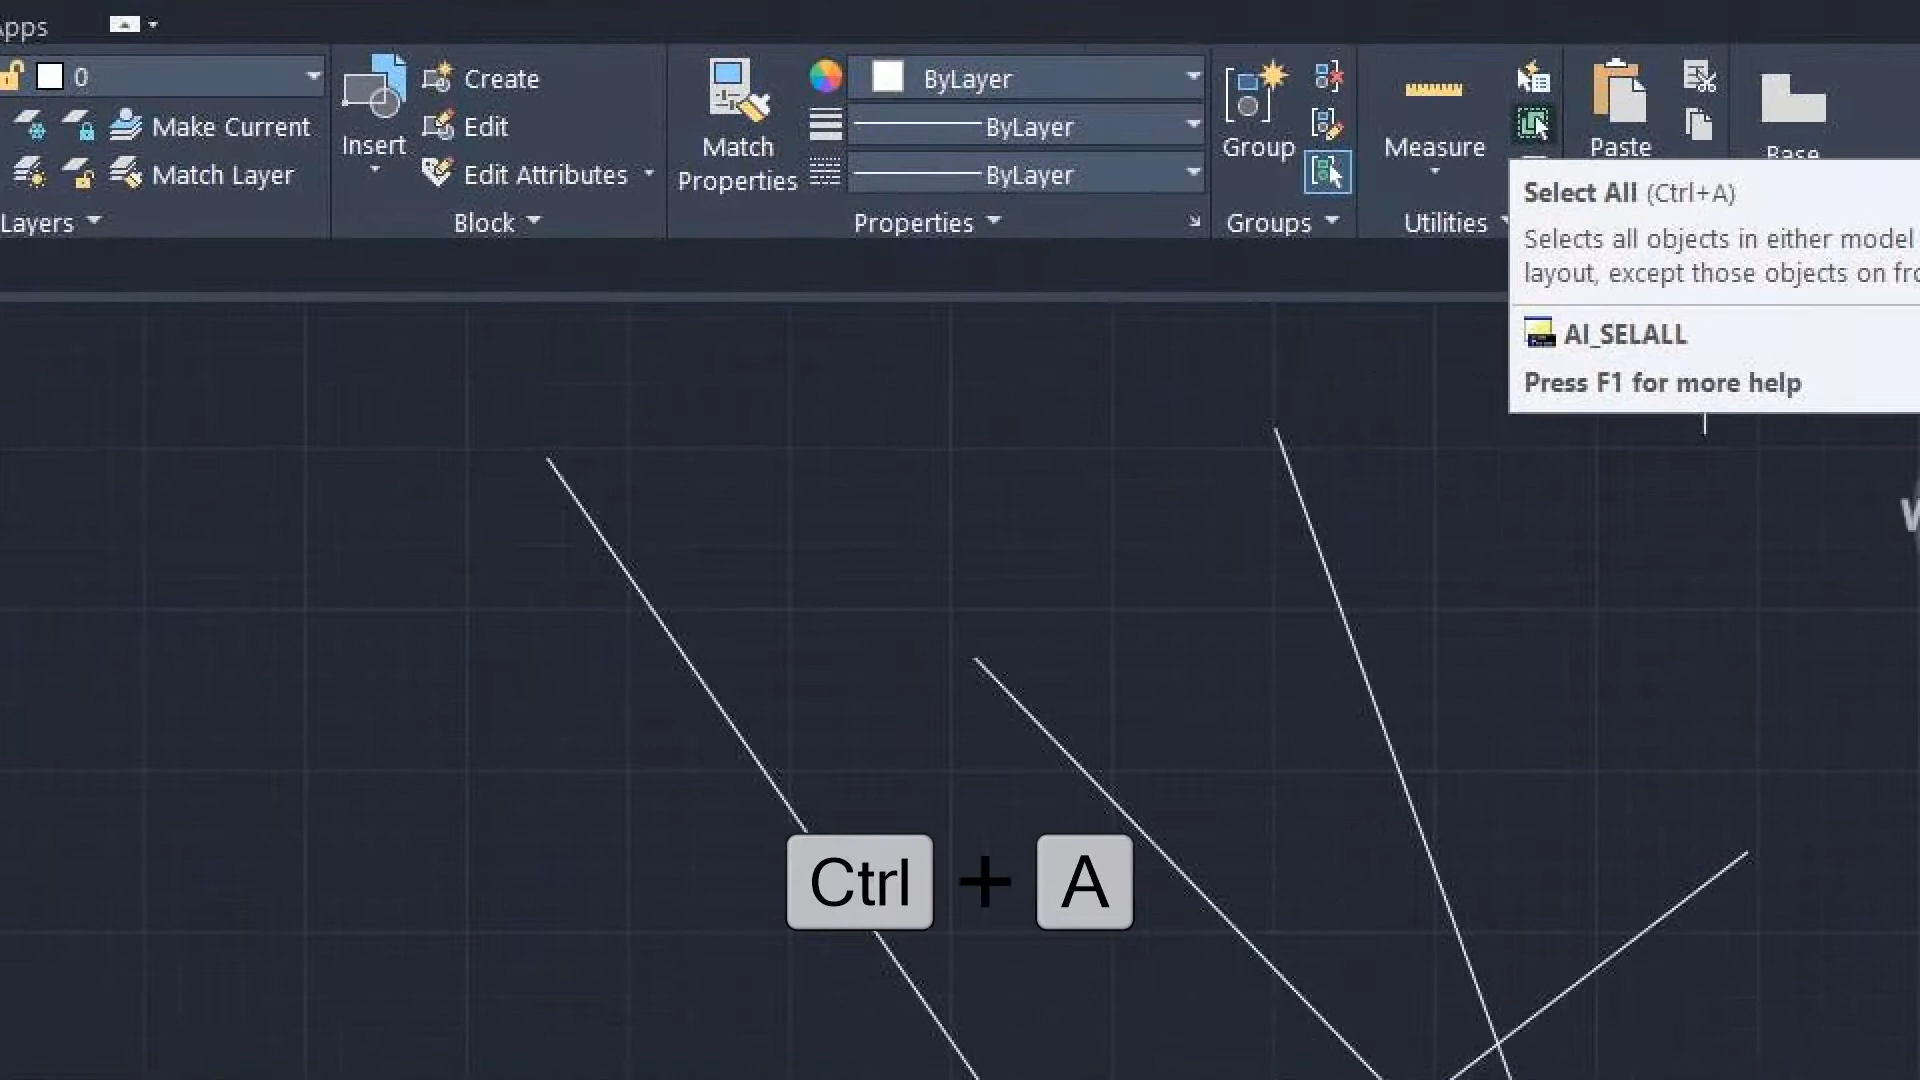 Apps
0
Make Current
Match Layer
Layers
Insert
Create
Edit
Edit Attributes
Block
Match
Properties
ByLayer
ByLayer
ByLayer
Properties
Group
Groups
Measure
Utilities
Paste
Base
Select All (Ctrl+A)
Selects all objects in either model
layout, except those objects on fro
AI_SELALL
Press F1 for more help
W
Ctrl + A